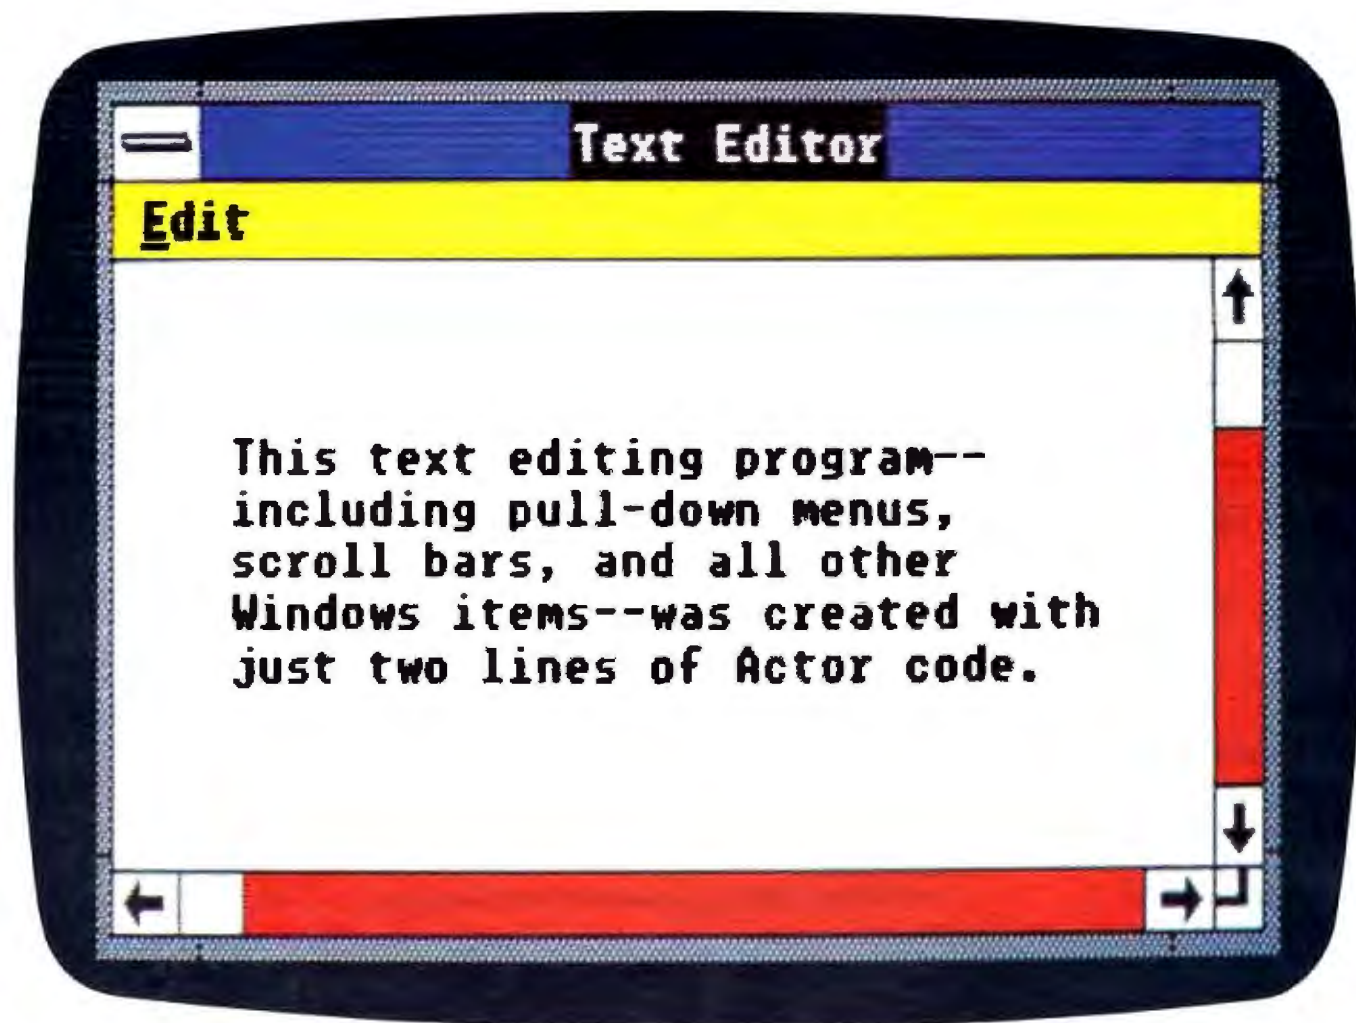 Text Editor
Edit
This text editing program--
including pull-down menus,
scroll bars, and all other
Windows items--was created with
just two lines of Actor code.